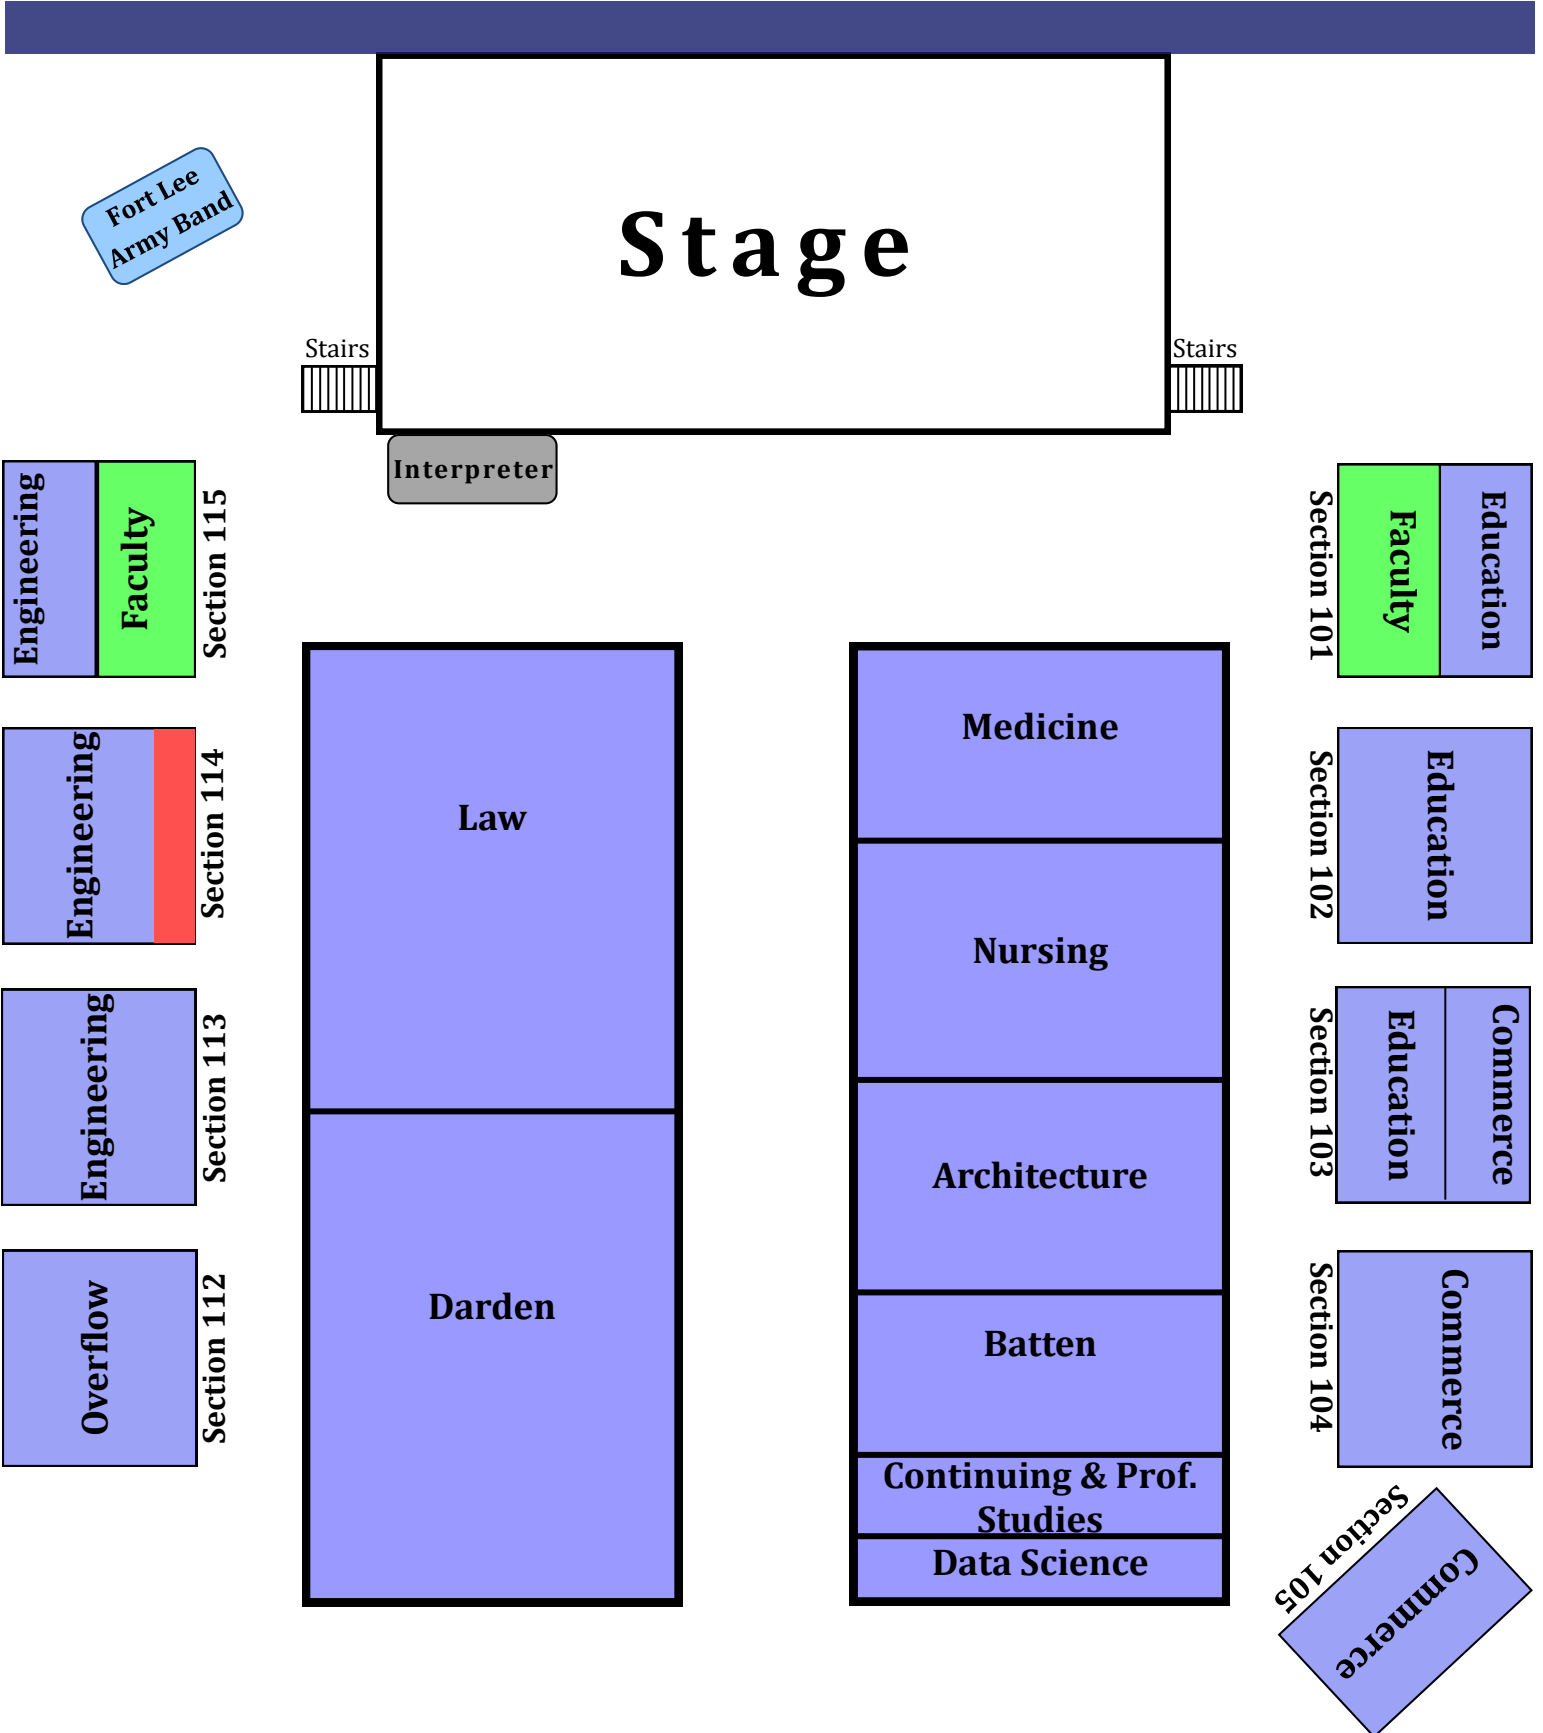 Fort Lee
Army Band
Stage
Stairs
Stairs
Interpreter
Engineering
Faculty
Section 115
Section 101
Faculty
Education
Engineering
Section 114
Law
Medicine
Section 102
Education
Nursing
Engineering
Section 113
Darden
Architecture
Section 103
Education
Commerce
Overflow
Section 112
Batten
Section 104
Commerce
Continuing & Prof.
Studies
Data Science
Section 105
Commerce